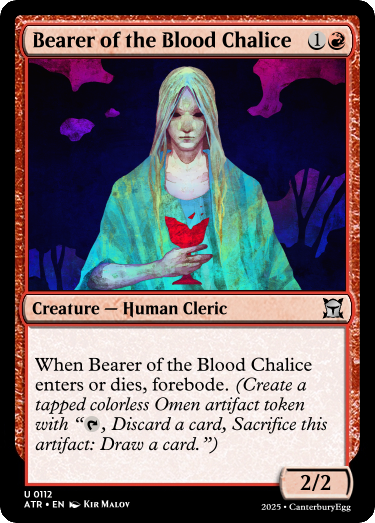 Bearer of the Blood Chalice 1
Creature — Human Cleric
When Bearer of the Blood Chalice
enters or dies, forebode. (Create a
tapped colorless Omen artifact token
with “, Discard a card, Sacrifice this
artifact: Draw a card.”)
2/2
U 0112
ATR • EN Kir Malov
2025 • CanterburyEgg